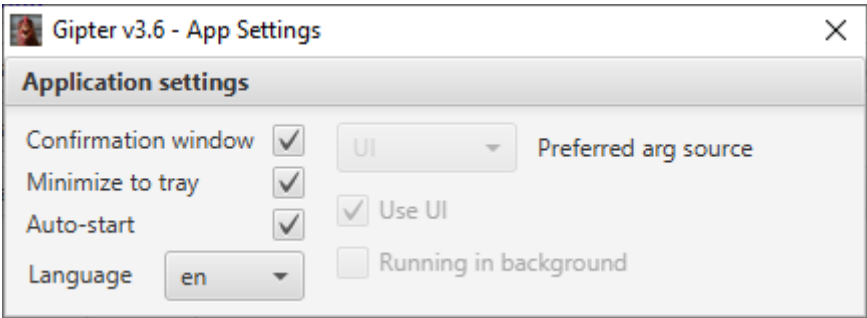 Gipter v3.6 - App Settings
Application settings
Confirmation window
UI
Preferred arg source
Minimize to tray
Use UI
Auto-start
Language
en
Running in background